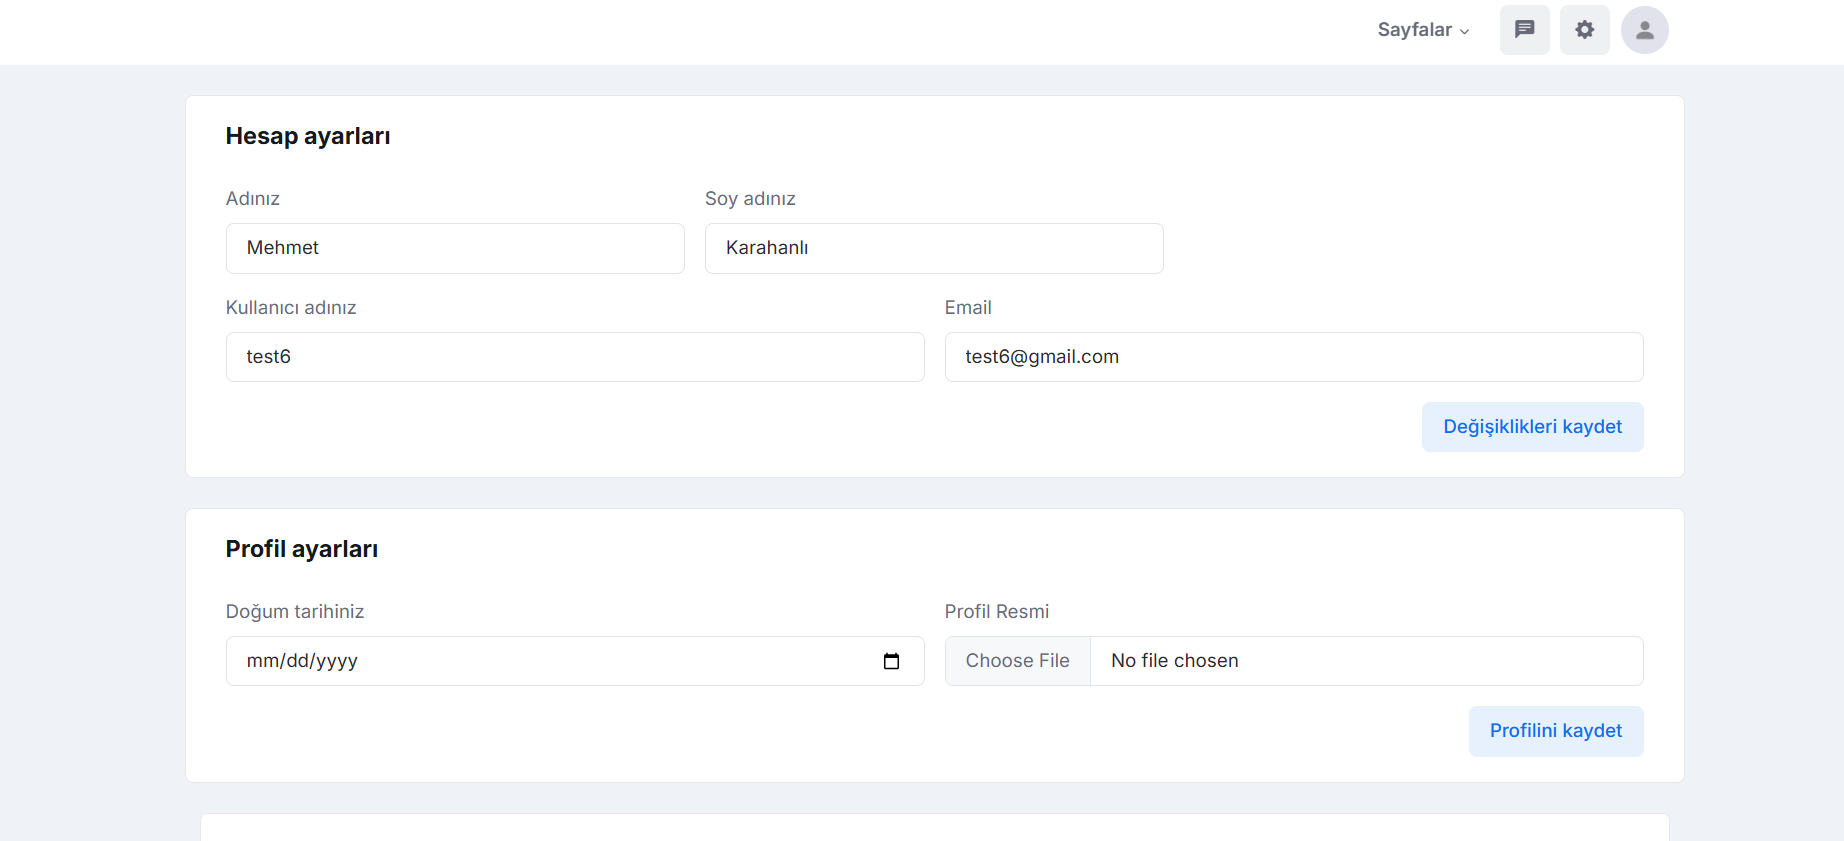 Sayfalar
Hesap ayarları
Adınız
Soy adınız
Mehmet
Karahanlı
Kullanıcı adınız
Email
test6
test6@gmail.com
Değişiklikleri kaydet
Profil ayarları
Doğum tarihiniz
Profil Resmi
mm/dd/yyyy
Choose File
No file chosen
Profilini kaydet